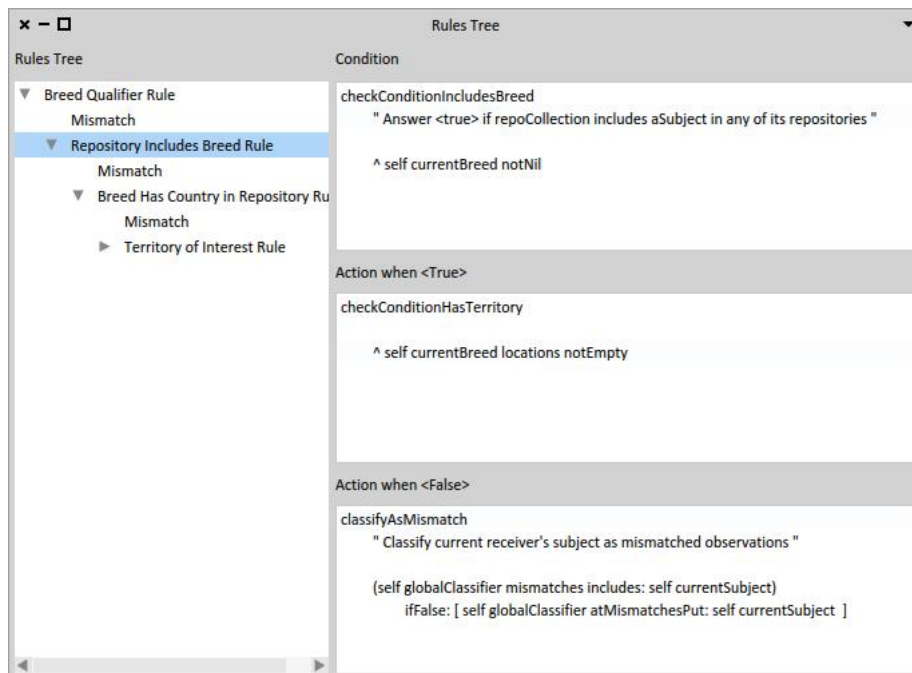 Rules Tree
Rules Tree
Condition
Breed Qualifier Rule
Mismatch
Repository Includes Breed Rule
Mismatch
Breed Has Country in Repository Ru
Mismatch
Territory of Interest Rule
checkConditionIncludesBreed
" Answer <true> if repoCollection includes aSubject in any of its repositories "
^ self currentBreed notNil
Action when <True>
checkConditionHasTerritory
^ self currentBreed locations notEmpty
Action when <False>
classifyAsMismatch
" Classify current receiver's subject as mismatched observations "
(self globalClassifier mismatches includes: self currentSubject)
ifFalse: [ self globalClassifier atMismatchesPut: self currentSubject ]